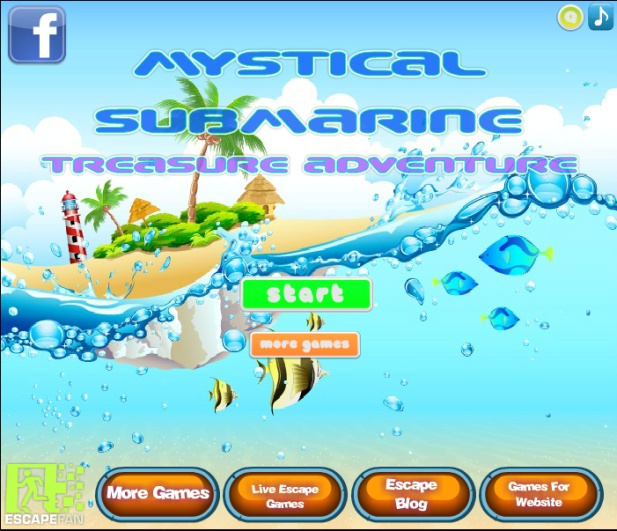 f
MYSTICAL
SUBMARINE
TREASURE ADVENTURE
start
more games
ESCAPEFAN
More Games
Live Escape
Games
Escape
Blog
Games For
Website